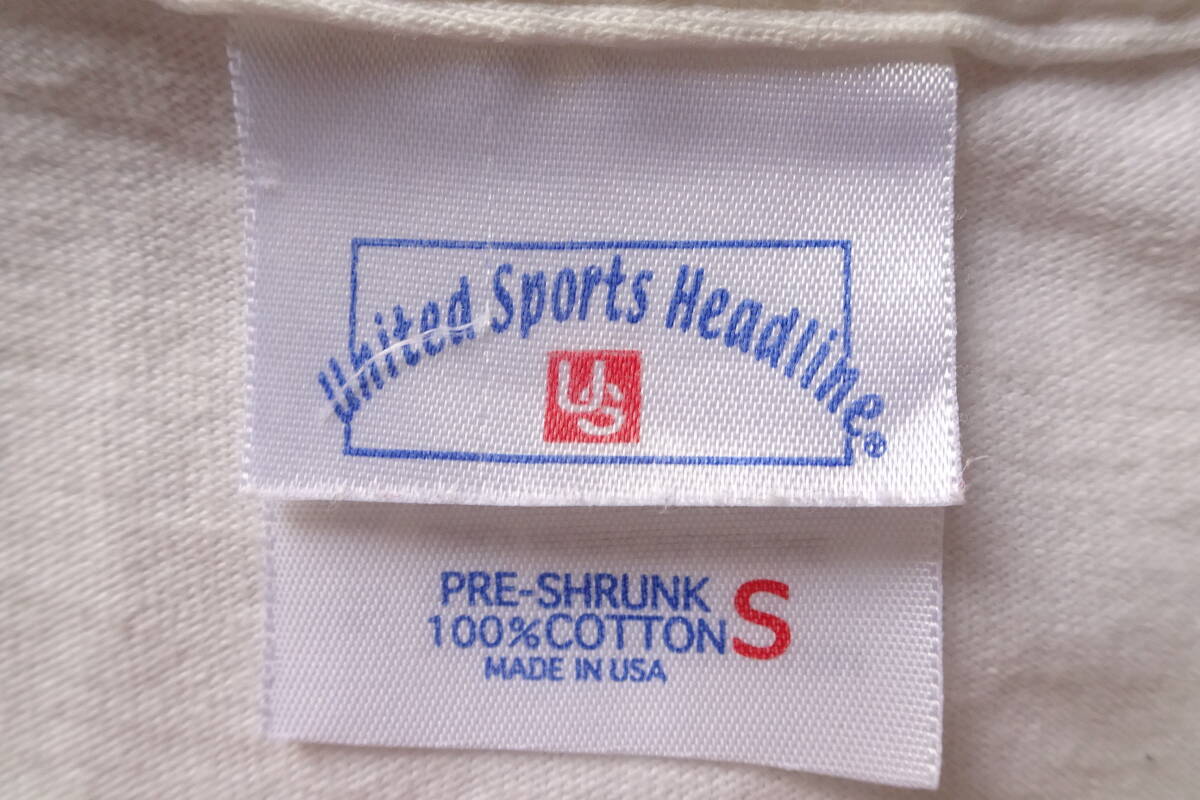 United Sports Headline®
US
PRE-SHRUNK
100%COTTON S
MADE IN USA